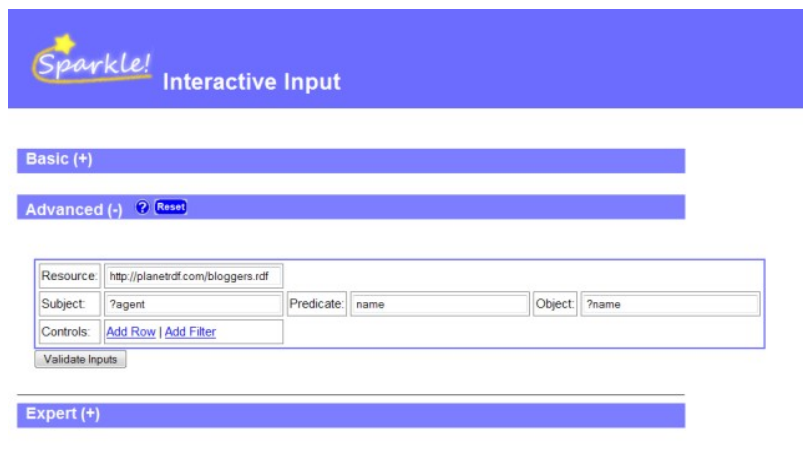 Sparkle! Interactive Input
Basic (+)
Advanced (-) ? Reset
Resource: http://planetrdf.com/bloggers.rdf
Subject: ?agent Predicate: name Object: ?name
Controls: Add Row | Add Filter
Validate Inputs
Expert (+)